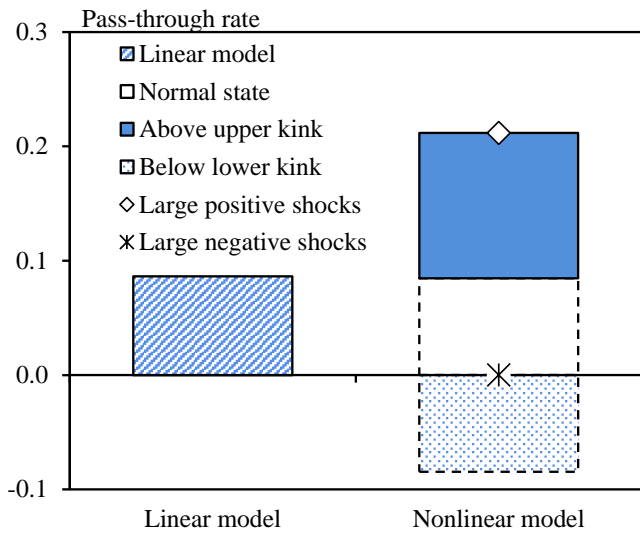 Pass-through rate
0.3
Linear model
Normal state
Above upper kink
0.2
Below lower kink
Large positive shocks
Large negative shocks
0.1
0.0
-0.1
Linear model Nonlinear model